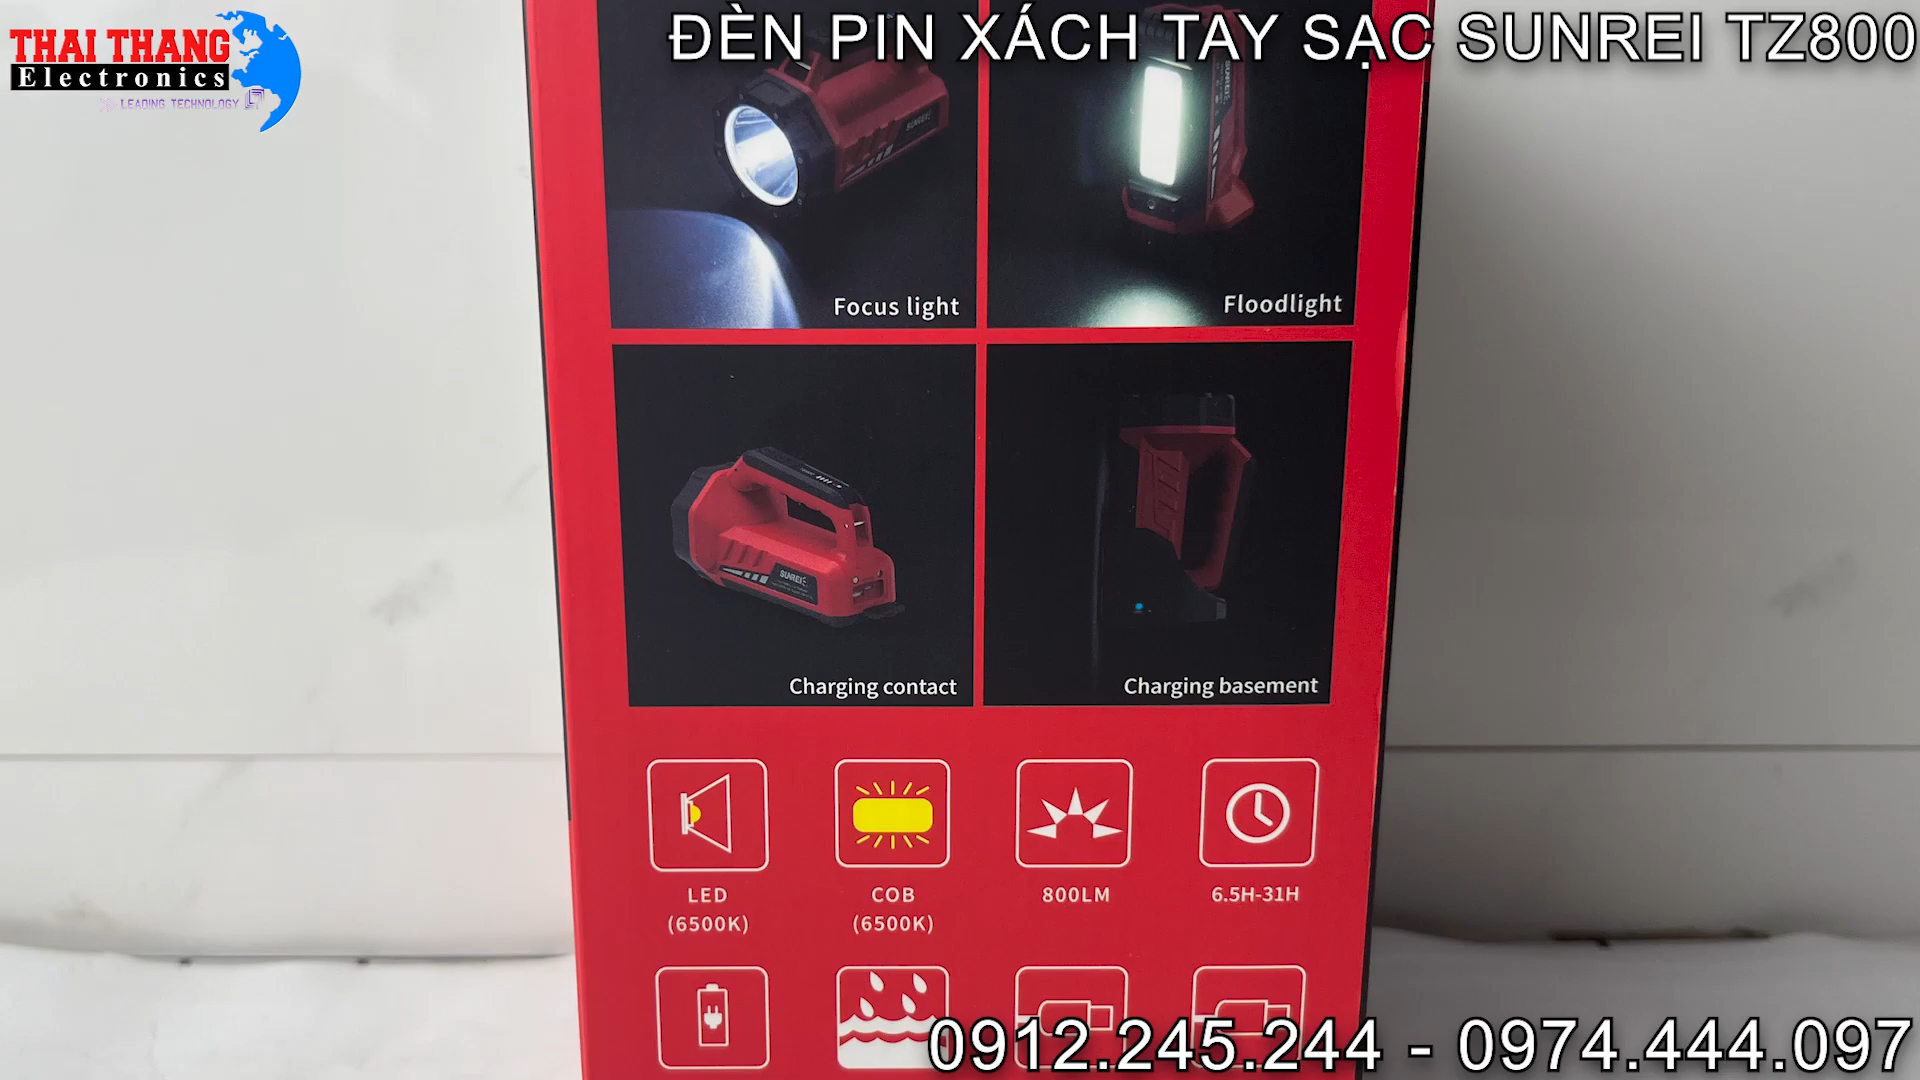 THAI THANG
Electronics
LEADING TECHNOLOGY
ĐÈN PIN XÁCH TAY SẠC SUNREI TZ800
Focus light
Floodlight
SUNREI
Charging contact
Charging basement
LED
(6500K)
COB
(6500K)
800LM
6.5H-31H
0912.245.244 - 0974.444.097